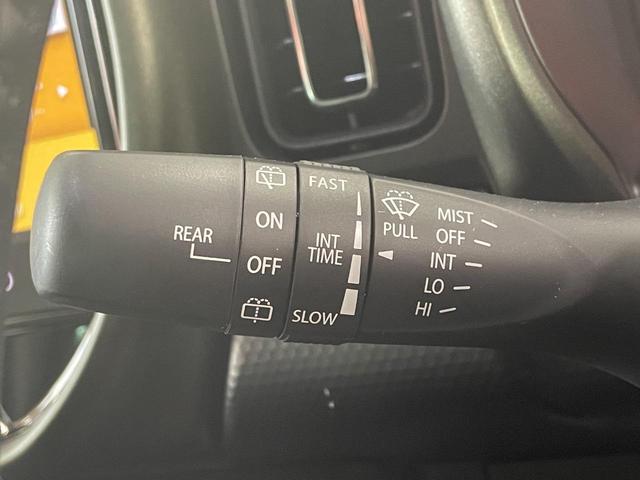 REAR
ON
OFF
FAST
INT
TIME
SLOW
PULL
MIST
OFF
INT
LO
HI